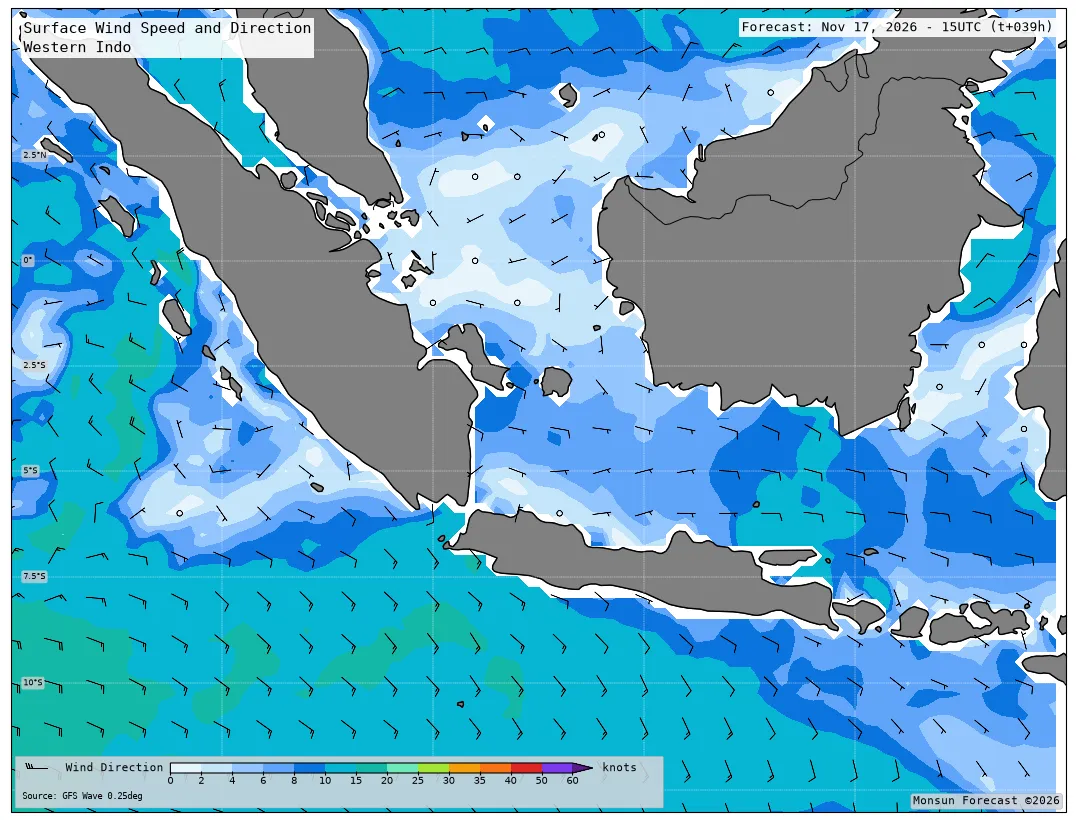 Surface Wind Speed and Direction
Western Indo
Forecast: Nov 17, 2026 - 15UTC (t+039h)
2.5°N
0°
2.5°S
5°S
7.5°S
10°S
Wind Direction
0 2 4 6 8 10 15 20 25 30 35 40 50 60
knots
Source: GFS Wave 0.25deg
Monsun Forecast ©2026